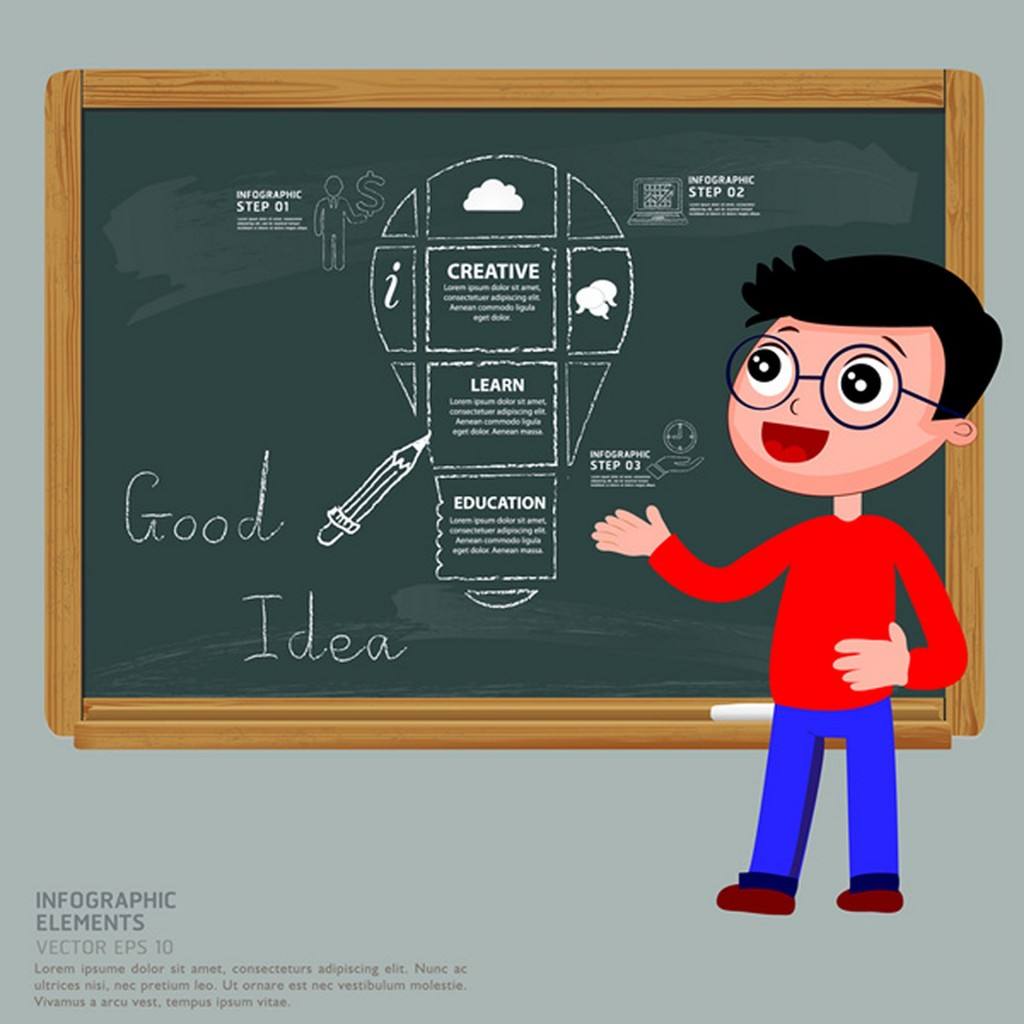 INFOGRAPHIC
STEP 01
INFOGRAPHIC
STEP 02
i
CREATIVE
Lorem ipsum dolor sit amet,
consectetuer adipiscing elit.
Aenean commodo ligula
eget dolor.
LEARN
Lorem ipsum dolor sit amet,
consectetuer adipiscing elit.
Aenean commodo ligula
eget dolor. Aenean massa.
INFOGRAPHIC
STEP 03
EDUCATION
Lorem ipsum dolor sit amet,
consectetuer adipiscing elit.
Aenean commodo ligula
eget dolor. Aenean massa.
Good
Idea
INFOGRAPHIC
ELEMENTS
VECTOR EPS 10
Lorem ipsume dolor sit amet, consecteturs adipiscing elit. Nunc ac
ultrices nisi, nec pretium leo. Ut ornare est nec vestibulum molestie.
Vivamus a arcu vest, tempus ipsum vitae.